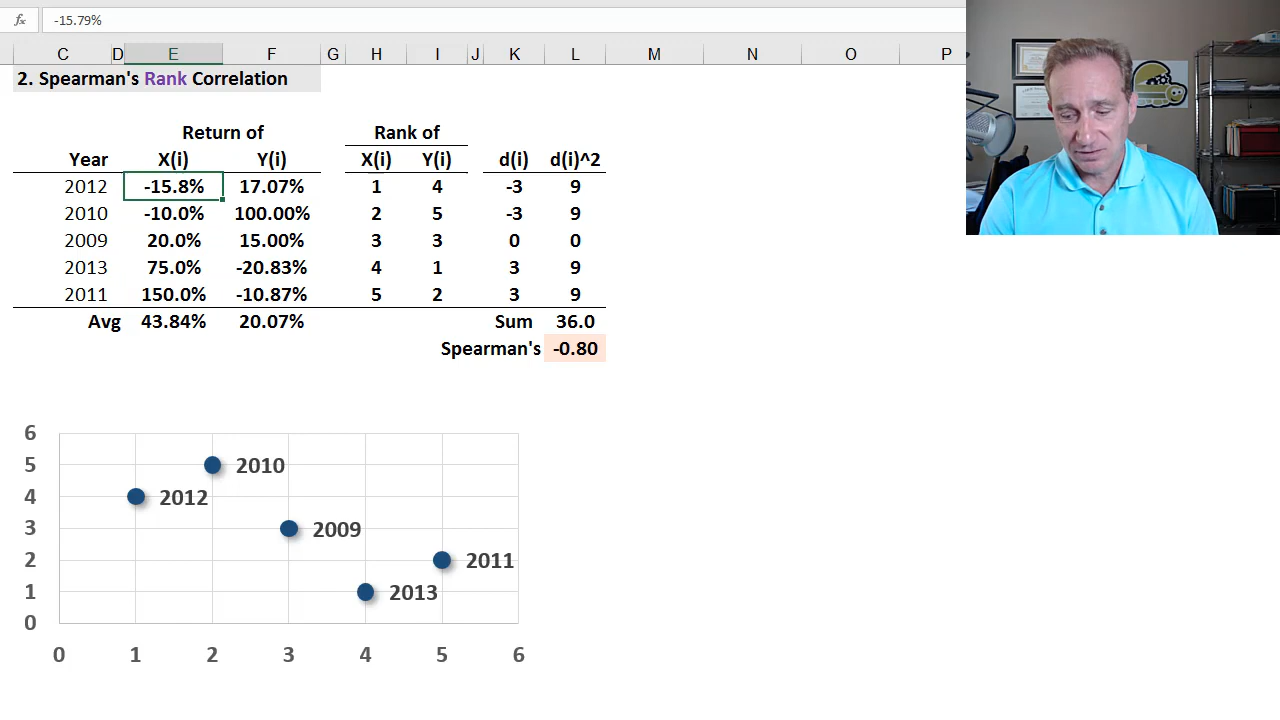 fx -15.79%
C D E F G H I J K L M N O P
2. Spearman's Rank Correlation
Return of Rank of
Year X(i) Y(i) X(i) Y(i) d(i) d(i)^2
2012 -15.8% 17.07% 1 4 -3 9
2010 -10.0% 100.00% 2 5 -3 9
2009 20.0% 15.00% 3 3 0 0
2013 75.0% -20.83% 4 1 3 9
2011 150.0% -10.87% 5 2 3 9
Avg 43.84% 20.07% Sum 36.0
Spearman's -0.80
6
5 2010
4 2012
3 2009
2 2011
1 2013
0
0 1 2 3 4 5 6